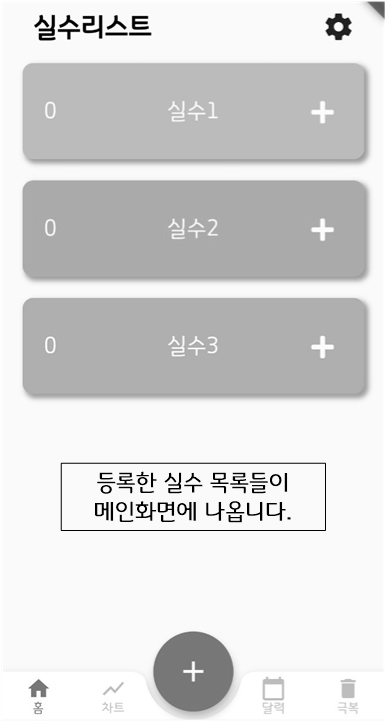 실수리스트
0 실수1 +
0 실수2 +
0 실수3 +
등록한 실수 목록들이
메인화면에 나옵니다.
+
홈 차트 달력 극복